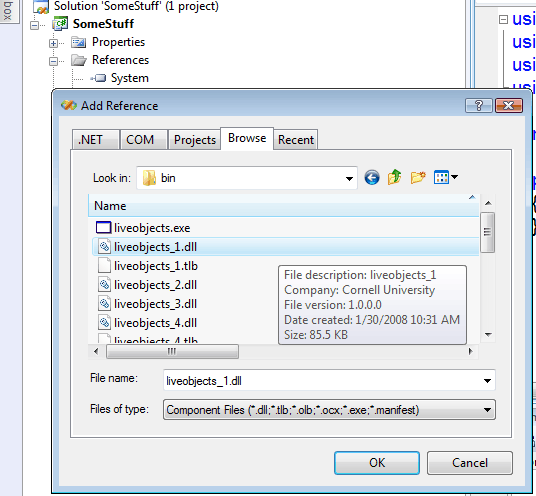 box
Solution 'SomeStuff' (1 project)
SomeStuff
Properties
References
System
usi
usi
usi
Add Reference
.NET COM Projects Browse Recent
Look in: bin
Name
liveobjects.exe
liveobjects_1.dll
liveobjects_1.tlb
liveobjects_2.dll
liveobjects_3.dll
liveobjects_4.dll
liveobjects_4.tlb
File description: liveobjects_1
Company: Cornell University
File version: 1.0.0.0
Date created: 1/30/2008 10:31 AM
Size: 85.5 KB
File name: liveobjects_1.dll
Files of type: Component Files (*.dll;*.tlb;*.olb;*.ocx;*.exe;*.manifest)
OK Cancel